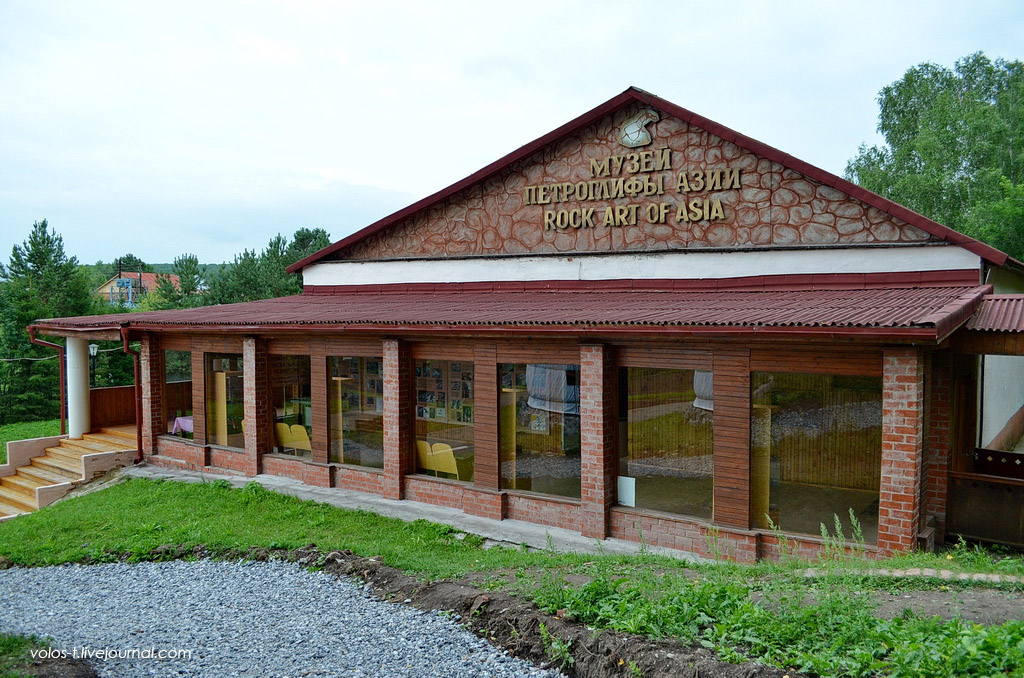 МУЗЕЙ
ПЕТРОГЛИФЫ АЗИИ
ROCK ART OF ASIA
volos-t.livejournal.com